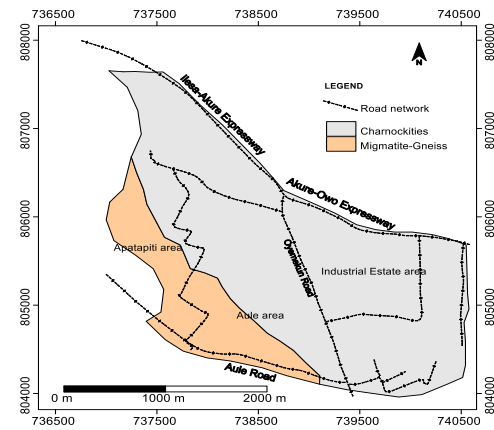 736500 737500 738500 739500 740500
808000
808000
N
LEGEND
Ilesa-Akure Expressway
Road network
Charnockities
Migmatite-Gneiss
807000
807000
Akure-Owo Expressway
806000
806000
Apatapiti area
Oyemekun Road
Industrial Estate area
805000
805000
Aule area
Aule Road
0 m 1000 m 2000 m
804000
804000
736500 737500 738500 739500 740500